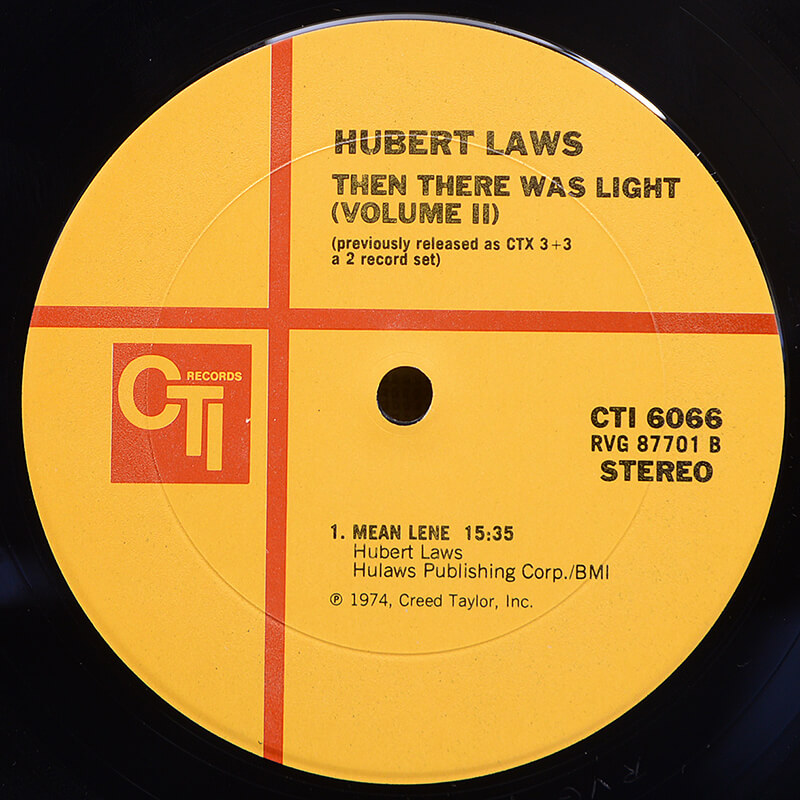 HUBERT LAWS
THEN THERE WAS LIGHT
(VOLUME II)
(previously released as CTX 3+3
a 2 record set)
CTI RECORDS
CTI 6066
RVG 87701 B
STEREO
1. MEAN LENE 15:35
Hubert Laws
Hulaws Publishing Corp./BMI
℗ 1974, Creed Taylor, Inc.